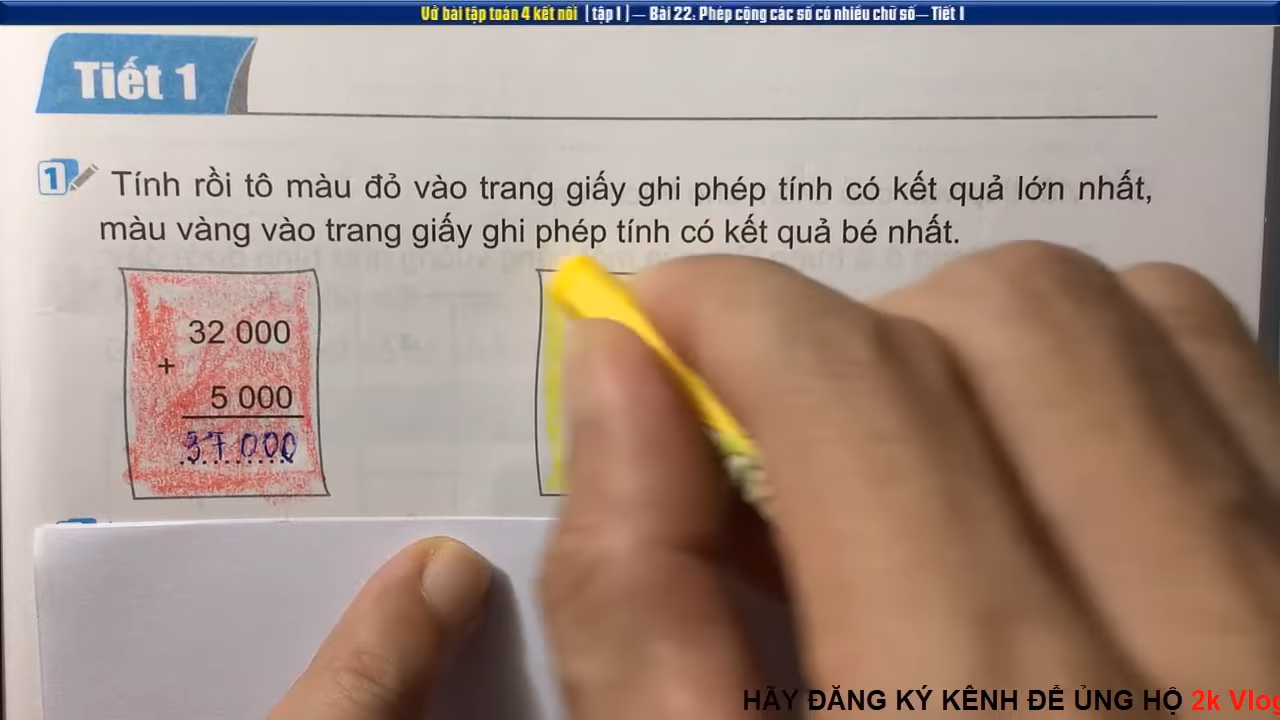 Vở bài tập toán 4 kết nối (tập 1) – Bài 22: Phép cộng các số có nhiều chữ số– Tiết 1
Tiết 1
1 Tính rồi tô màu đỏ vào trang giấy ghi phép tính có kết quả lớn nhất,
màu vàng vào trang giấy ghi phép tính có kết quả bé nhất.
32 000
+
5 000
37 000
HÃY ĐĂNG KÝ KÊNH ĐỂ ỦNG HỘ 2k Vlog